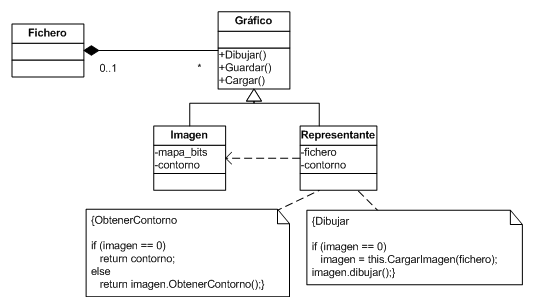 Gráfico
Fichero
+Dibujar()
+Guardar()
+Cargar()
0..1
*
Imagen
-mapa_bits
-contorno
Representante
-fichero
-contorno
{ObtenerContorno
if (imagen == 0)
return contorno;
else
return imagen.ObtenerContorno();}
{Dibujar
if (imagen == 0)
imagen = this.CargarImagen(fichero);
imagen.dibujar();}